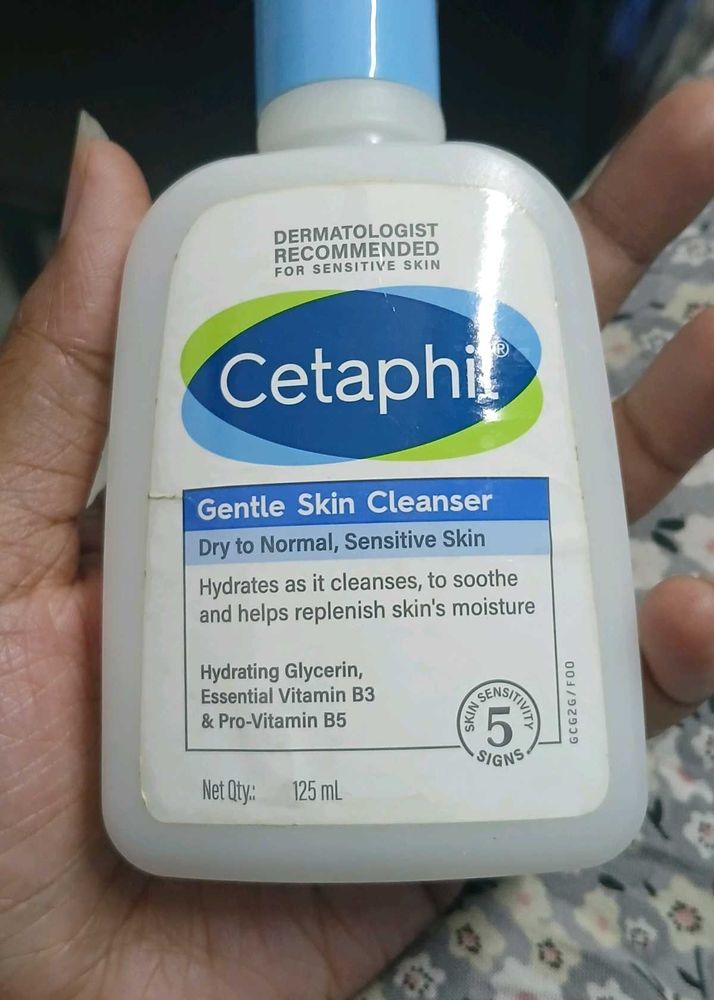 DERMATOLOGIST
RECOMMENDED
FOR SENSITIVE SKIN
Cetaphil®
Gentle Skin Cleanser
Dry to Normal, Sensitive Skin
Hydrates as it cleanses, to soothe
and helps replenish skin's moisture
Hydrating Glycerin,
Essential Vitamin B3
& Pro-Vitamin B5
SKIN SENSITIVITY
5
SIGNS
GCG2G/F00
Net Qty.: 125 mL